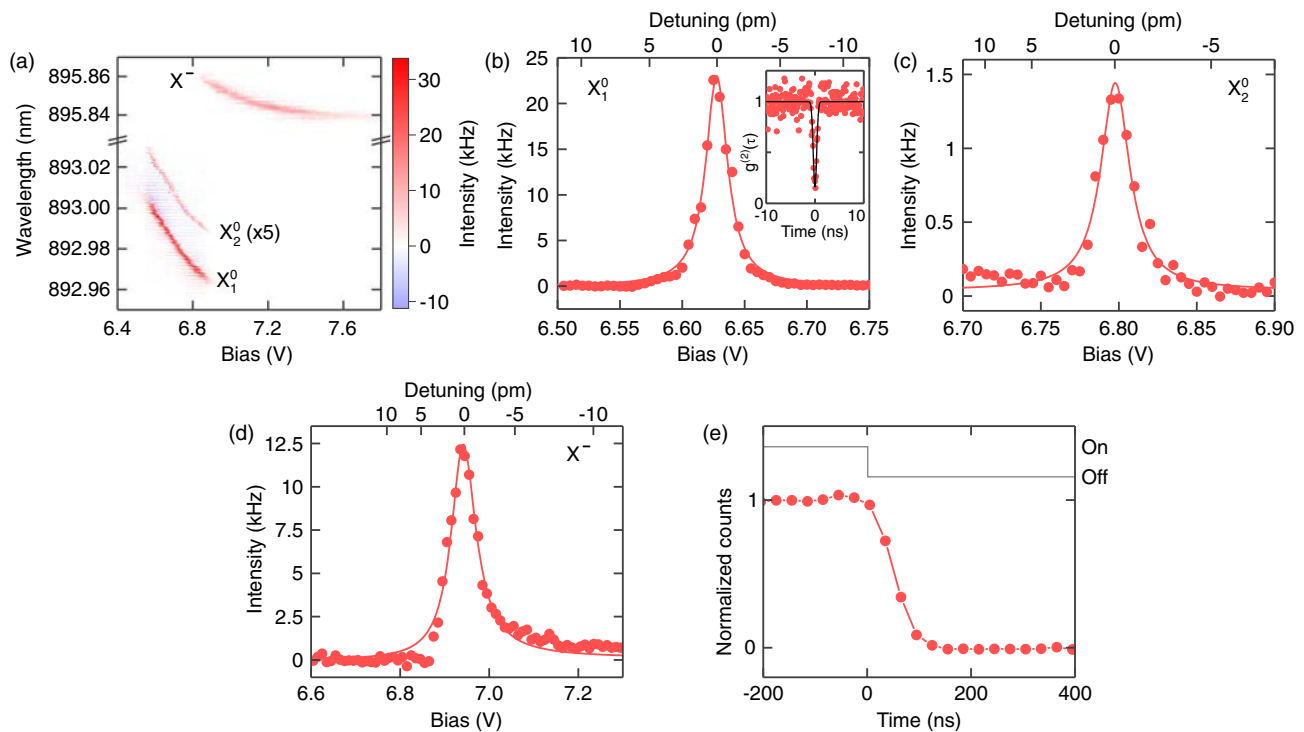 (a)
895.86
895.84
893.02
893.00
892.98
892.96
Wavelength (nm)
6.4
6.8
7.2
7.6
Bias (V)
X⁻
X₂⁰ (x5)
X₁⁰
30
20
10
0
-10
Intensity (kHz)
Detuning (pm)
10
5
0
-5
-10
(b)
X₁⁰
25
20
15
10
5
0
Intensity (kHz)
6.50
6.55
6.60
6.65
6.70
6.75
Bias (V)
1
0
g⁽²⁾(τ)
-10
0
10
Time (ns)
Detuning (pm)
10
5
0
-5
(c)
X₂⁰
1.5
1
0.5
0
Intensity (kHz)
6.70
6.75
6.80
6.85
6.90
Bias (V)
Detuning (pm)
10
5
0
-5
-10
(d)
X⁻
12.5
10
7.5
5
2.5
0
Intensity (kHz)
6.6
6.8
7.0
7.2
Bias (V)
(e)
On
Off
1
0
Normalized counts
-200
0
200
400
Time (ns)